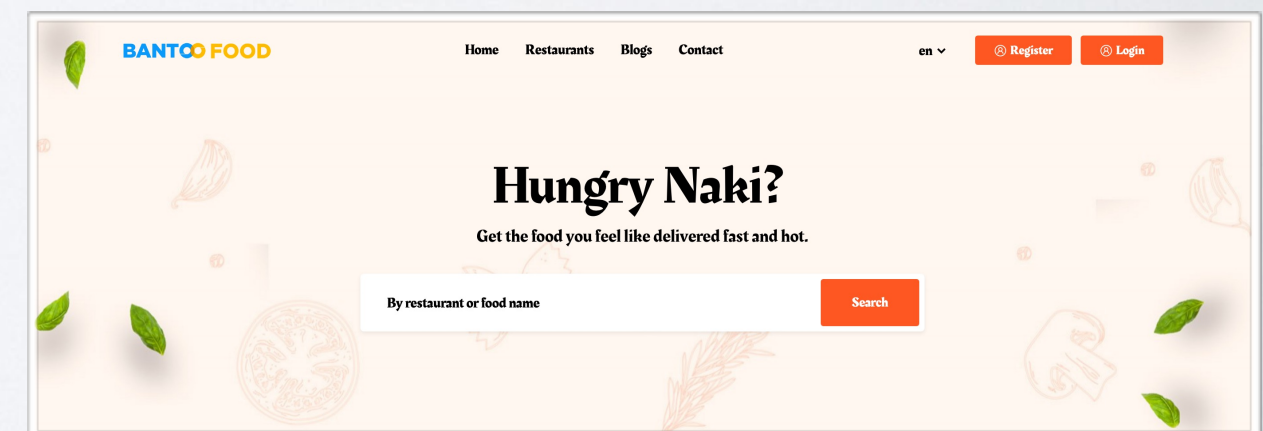 BANTOO FOOD
Home Restaurants Blogs Contact
en
Register
Login
Hungry Naki?
Get the food you feel like delivered fast and hot.
By restaurant or food name
Search